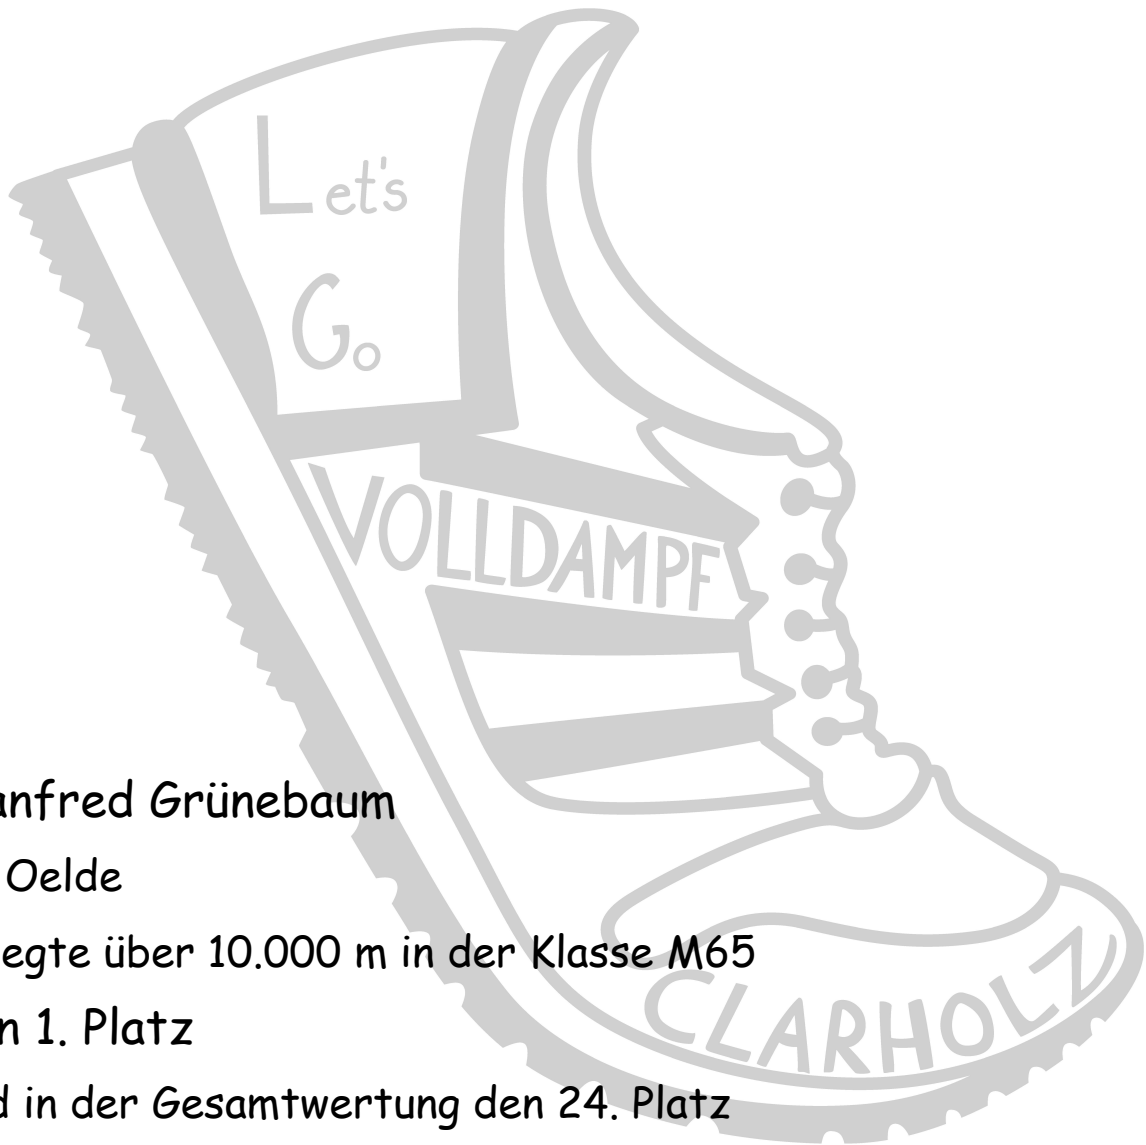 Let's
Go
VOLLDAMPF
anfred Grünebaum
Oelde
egte über 10.000 m in der Klasse M65
n 1. Platz
d in der Gesamtwertung den 24. Platz
CLARHOLZ